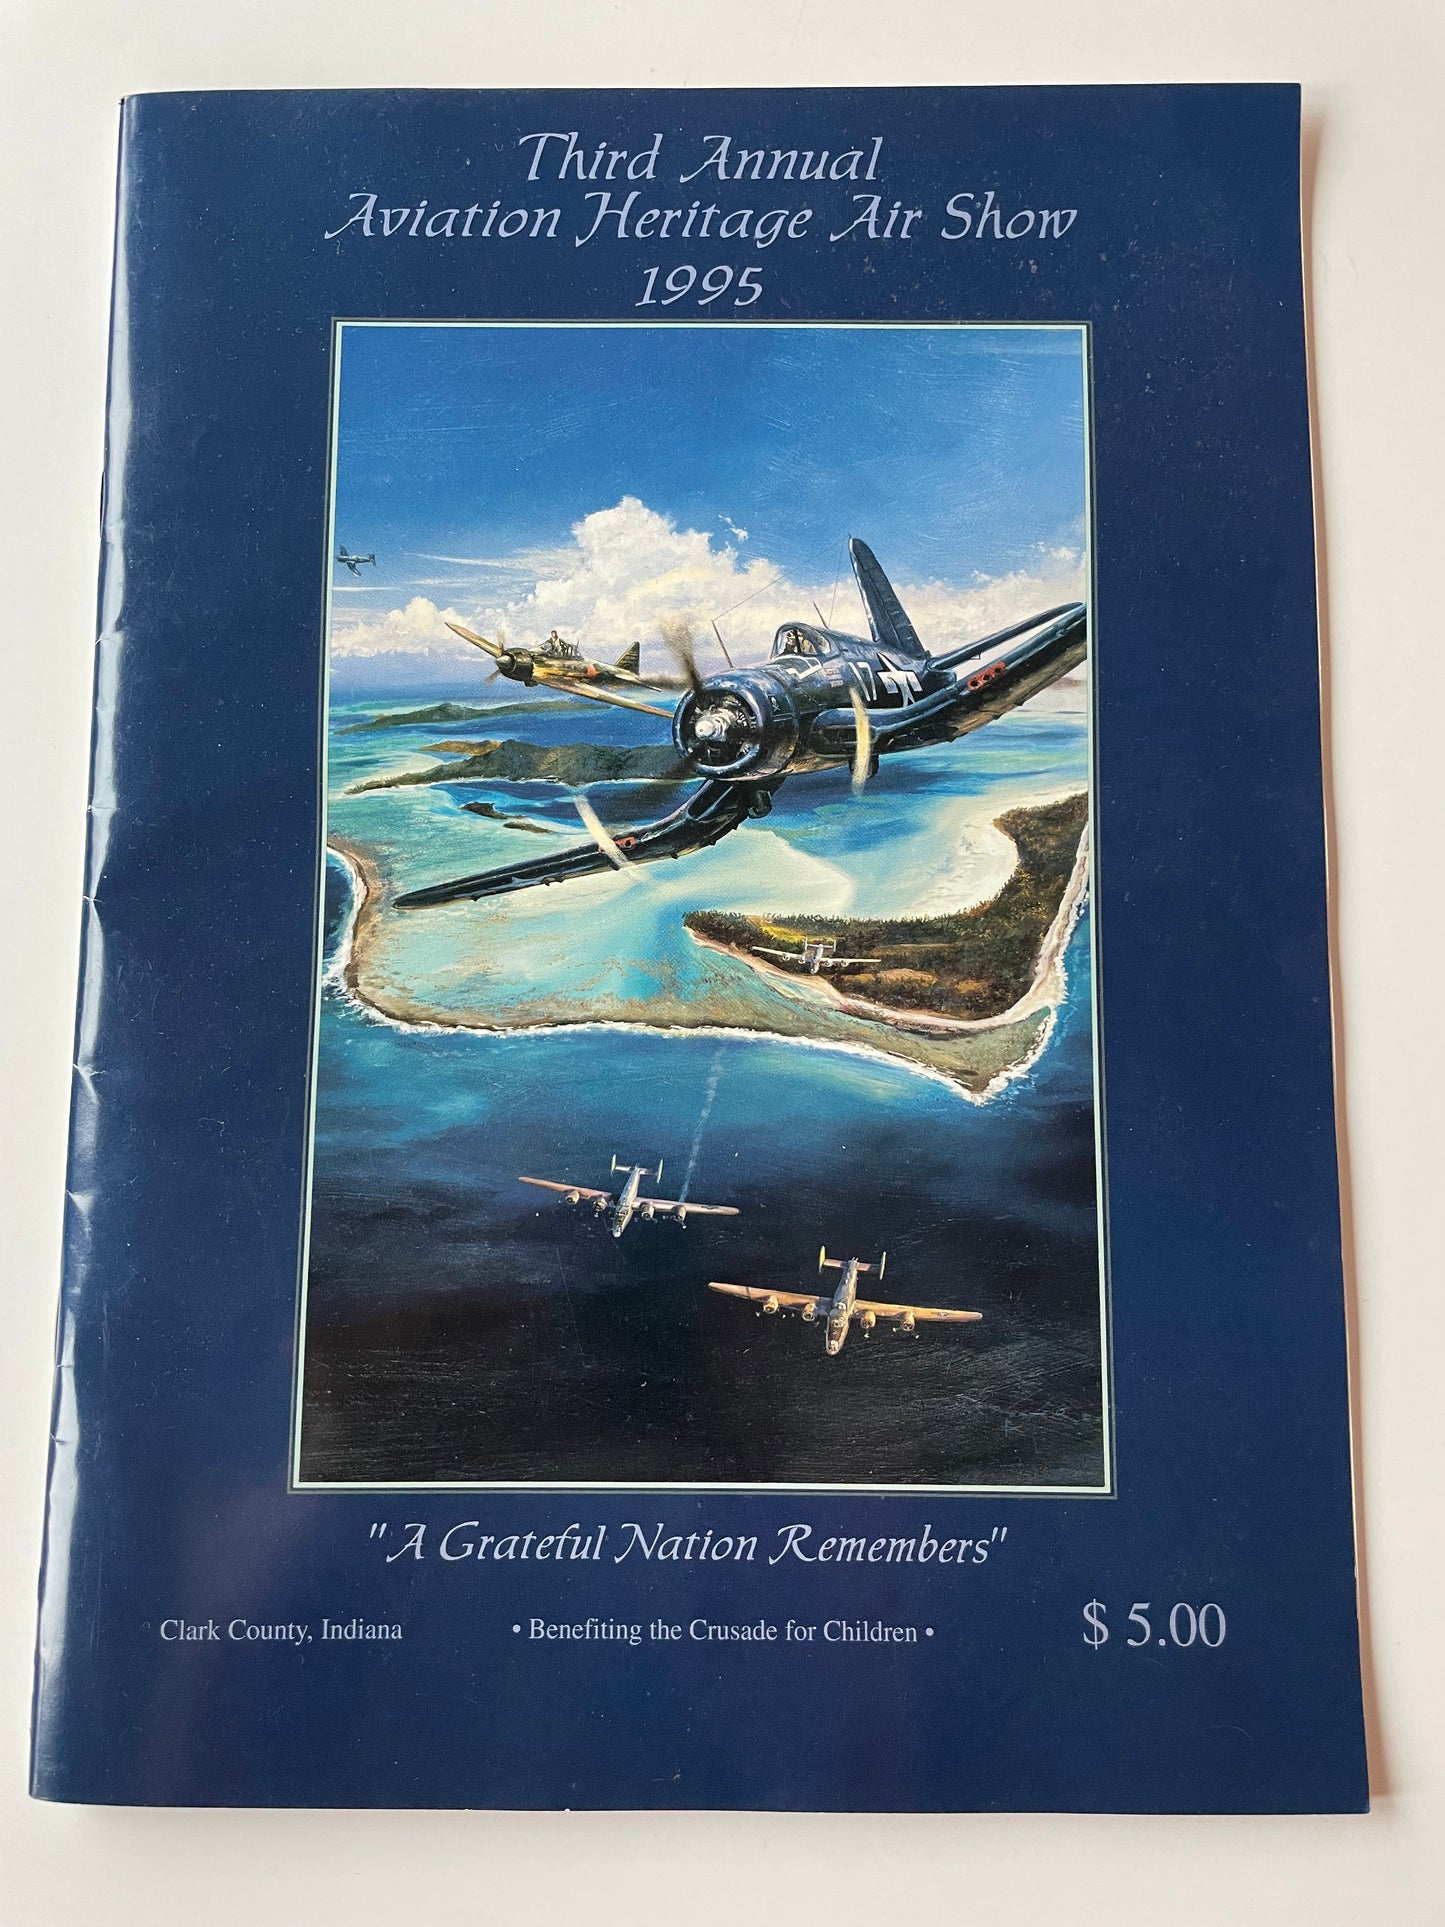 Third Annual
Aviation Heritage Air Show
1995
17
"A Grateful Nation Remembers"
Clark County, Indiana
• Benefiting the Crusade for Children •
$ 5.00